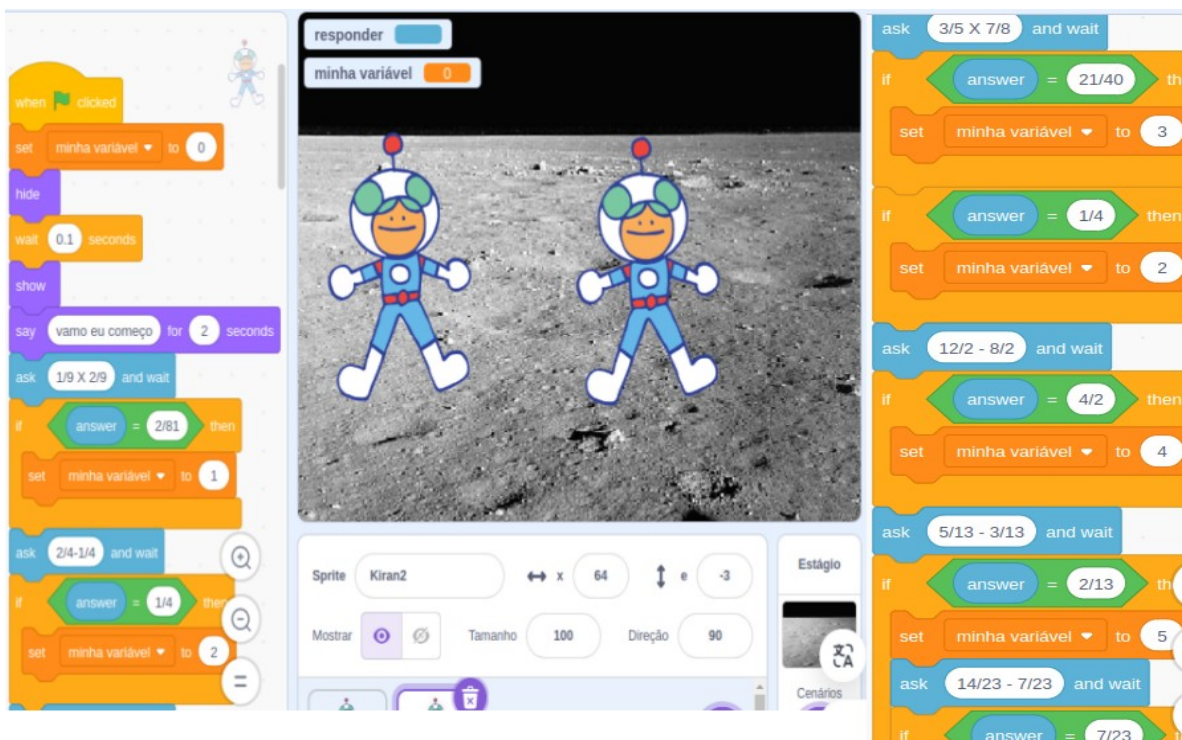 when clicked
set minha variável to 0
hide
wait 0.1 seconds
show
say vamo eu começo for 2 seconds
ask 1/9 X 2/9 and wait
if answer = 2/81 then
set minha variável to 1
ask 2/4-1/4 and wait
if answer = 1/4 then
set minha variável to 2
responder
minha variável 0
Sprite Kiran2 x 64 e -3
Mostrar Tamanho 100 Direção 90
Estágio
Cenários
ask 3/5 X 7/8 and wait
if answer = 21/40 th
set minha variável to 3
if answer = 1/4 then
set minha variável to 2
ask 12/2 - 8/2 and wait
if answer = 4/2 then
set minha variável to 4
ask 5/13 - 3/13 and wait
if answer = 2/13 th
set minha variável to 5
ask 14/23 - 7/23 and wait
if answer = 7/23